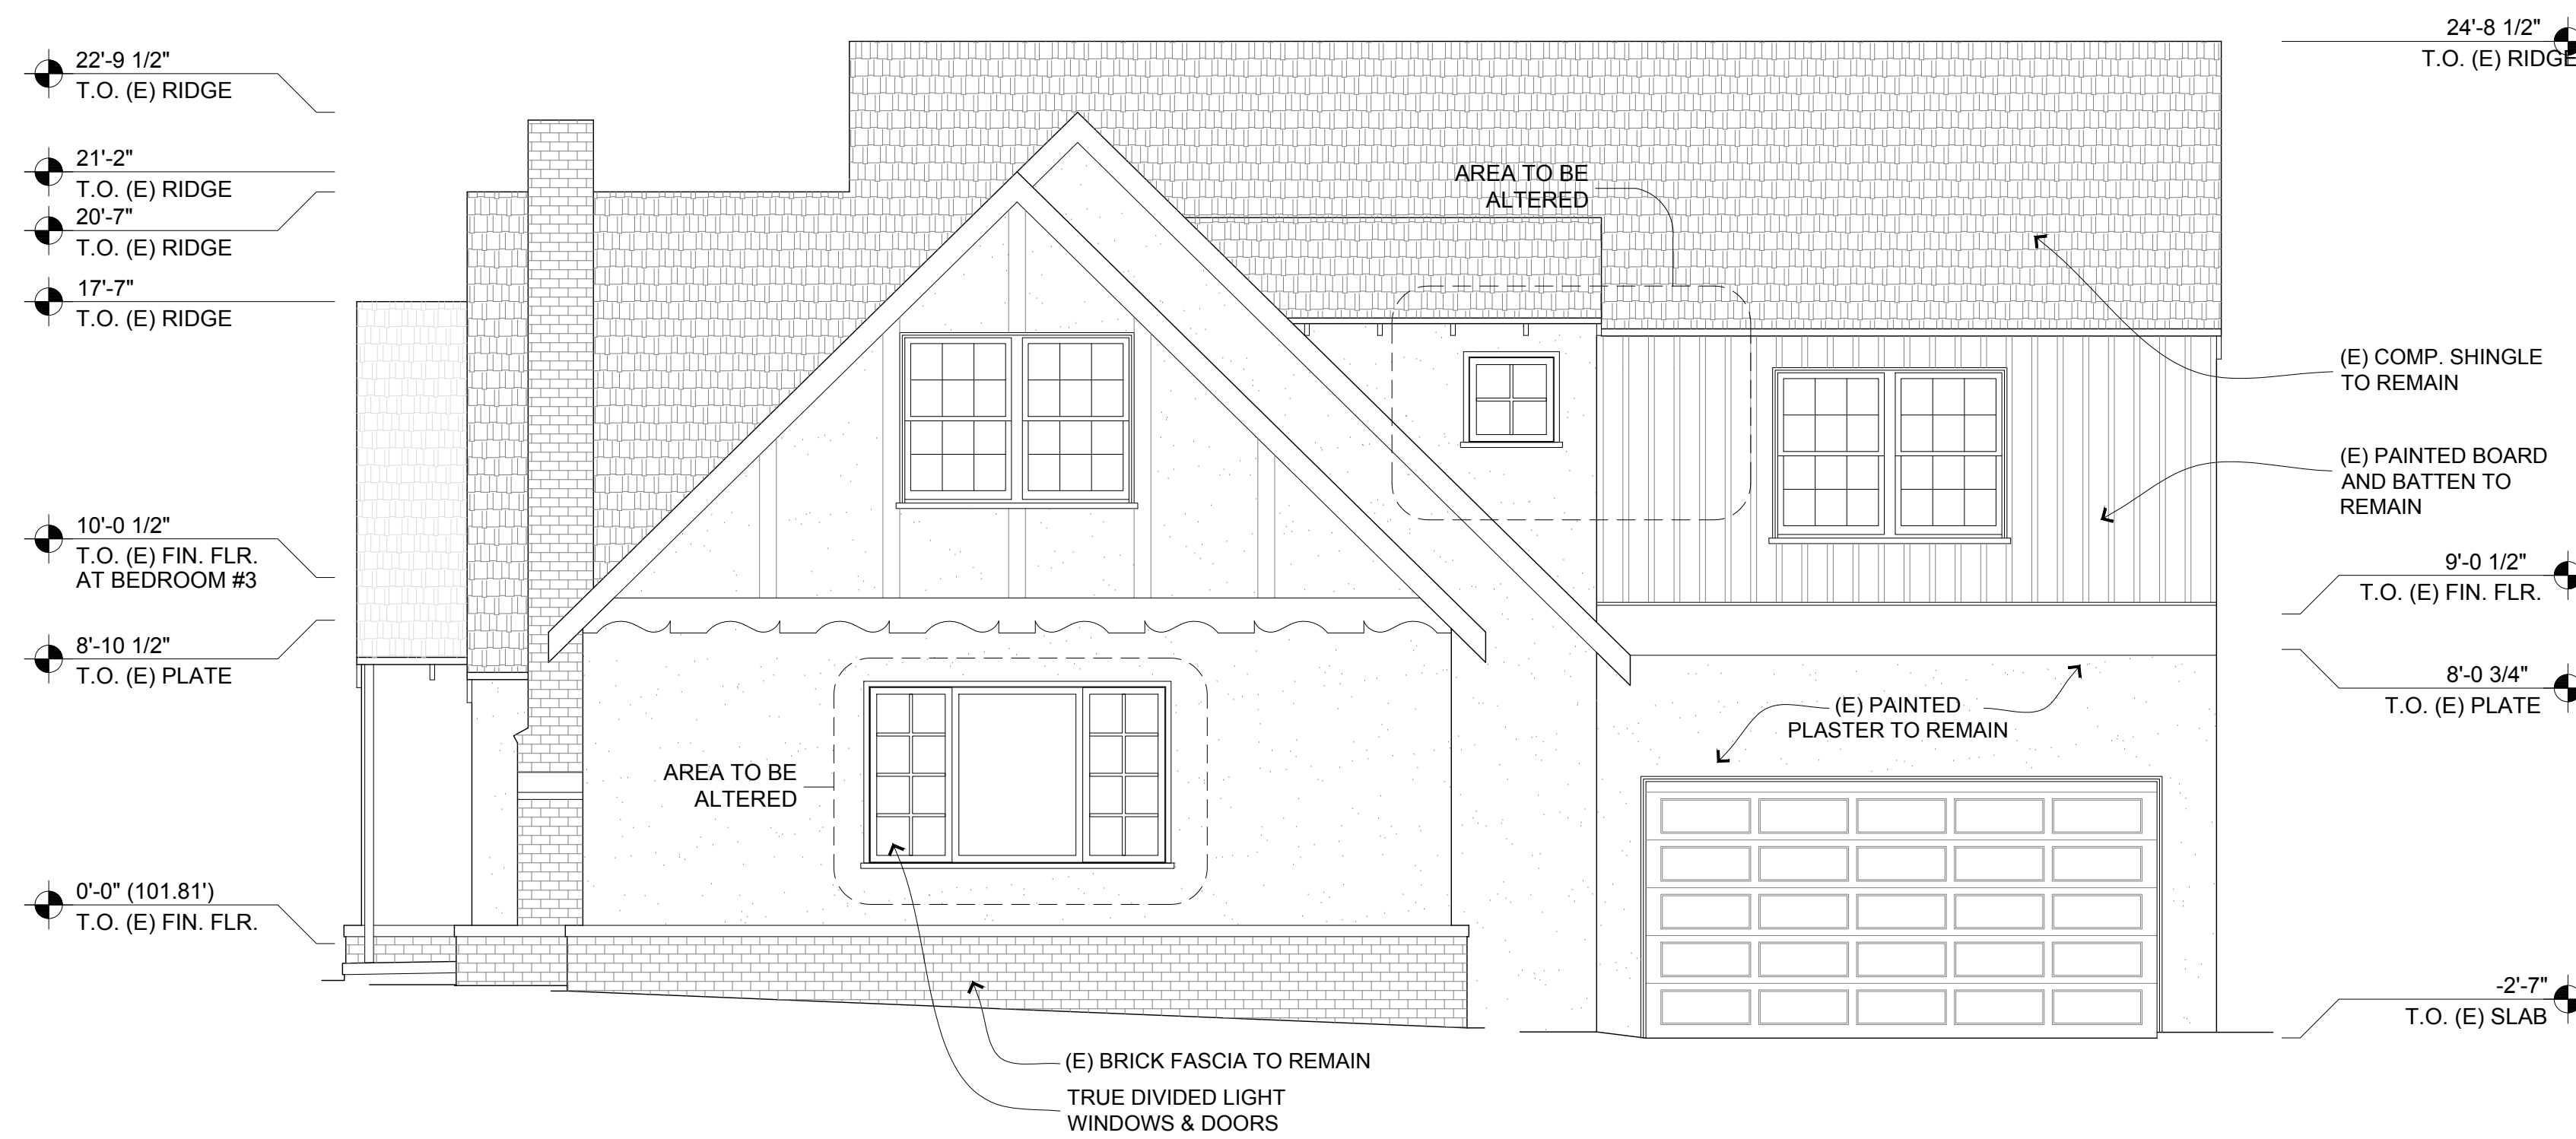 22'-9 1/2"
T.O. (E) RIDGE
21'-2"
T.O. (E) RIDGE
20'-7"
T.O. (E) RIDGE
17'-7"
T.O. (E) RIDGE
10'-0 1/2"
T.O. (E) FIN. FLR.
AT BEDROOM #3
8'-10 1/2"
T.O. (E) PLATE
0'-0" (101.81')
T.O. (E) FIN. FLR.
AREA TO BE
ALTERED
AREA TO BE
ALTERED
(E) PAINTED
PLASTER TO REMAIN
(E) BRICK FASCIA TO REMAIN
TRUE DIVIDED LIGHT
WINDOWS & DOORS
24'-8 1/2"
T.O. (E) RIDGE
(E) COMP. SHINGLE
TO REMAIN
(E) PAINTED BOARD
AND BATTEN TO
REMAIN
9'-0 1/2"
T.O. (E) FIN. FLR.
8'-0 3/4"
T.O. (E) PLATE
-2'-7"
T.O. (E) SLAB